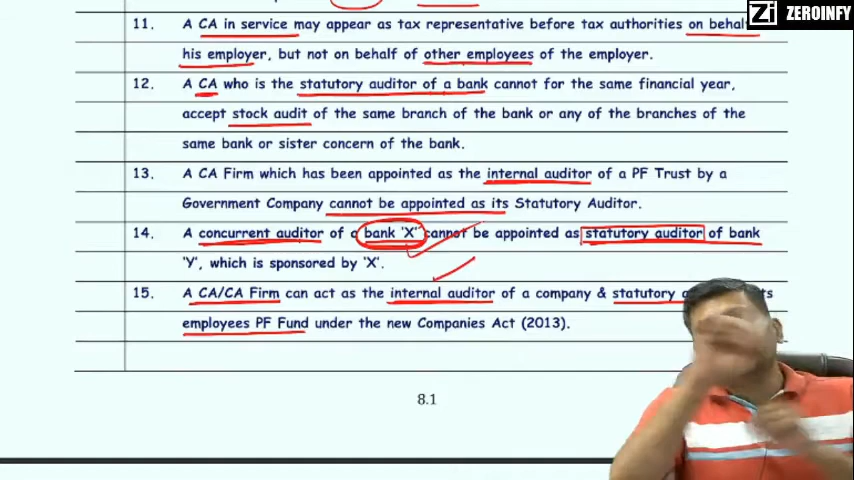 Zi ZEROINFY
11. A CA in service may appear as tax representative before tax authorities on behalf
his employer, but not on behalf of other employees of the employer.
12. A CA who is the statutory auditor of a bank cannot for the same financial year,
accept stock audit of the same branch of the bank or any of the branches of the
same bank or sister concern of the bank.
13. A CA Firm which has been appointed as the internal auditor of a PF Trust by a
Government Company cannot be appointed as its Statutory Auditor.
14. A concurrent auditor of a bank 'X' cannot be appointed as statutory auditor of bank
'Y', which is sponsored by 'X'.
15. A CA/CA Firm can act as the internal auditor of a company & statutory
employees PF Fund under the new Companies Act (2013).
8.1